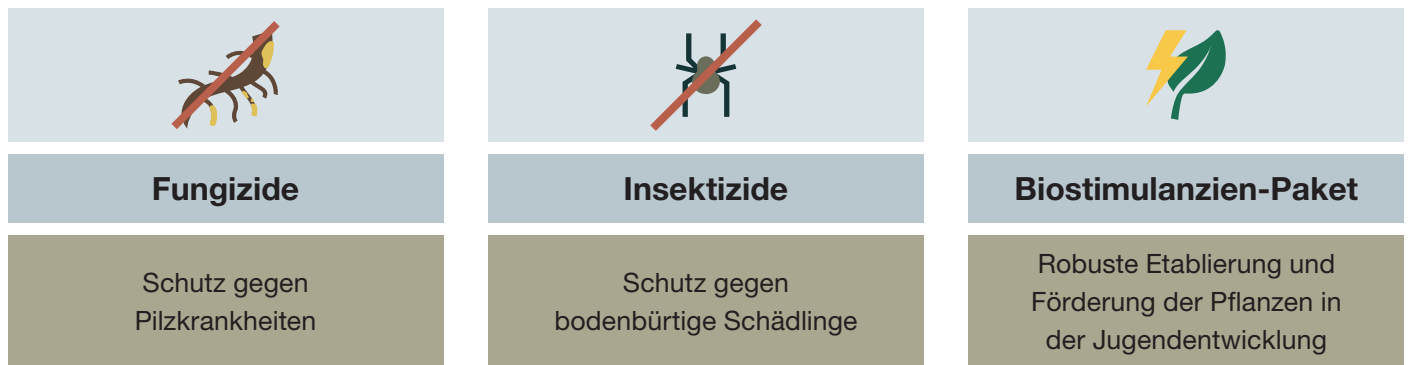 Fungizide
Schutz gegen
Pilzkrankheiten
Insektizide
Schutz gegen
bodenbürtige Schädlinge
Biostimulanzien-Paket
Robuste Etablierung und
Förderung der Pflanzen in
der Jugendentwicklung